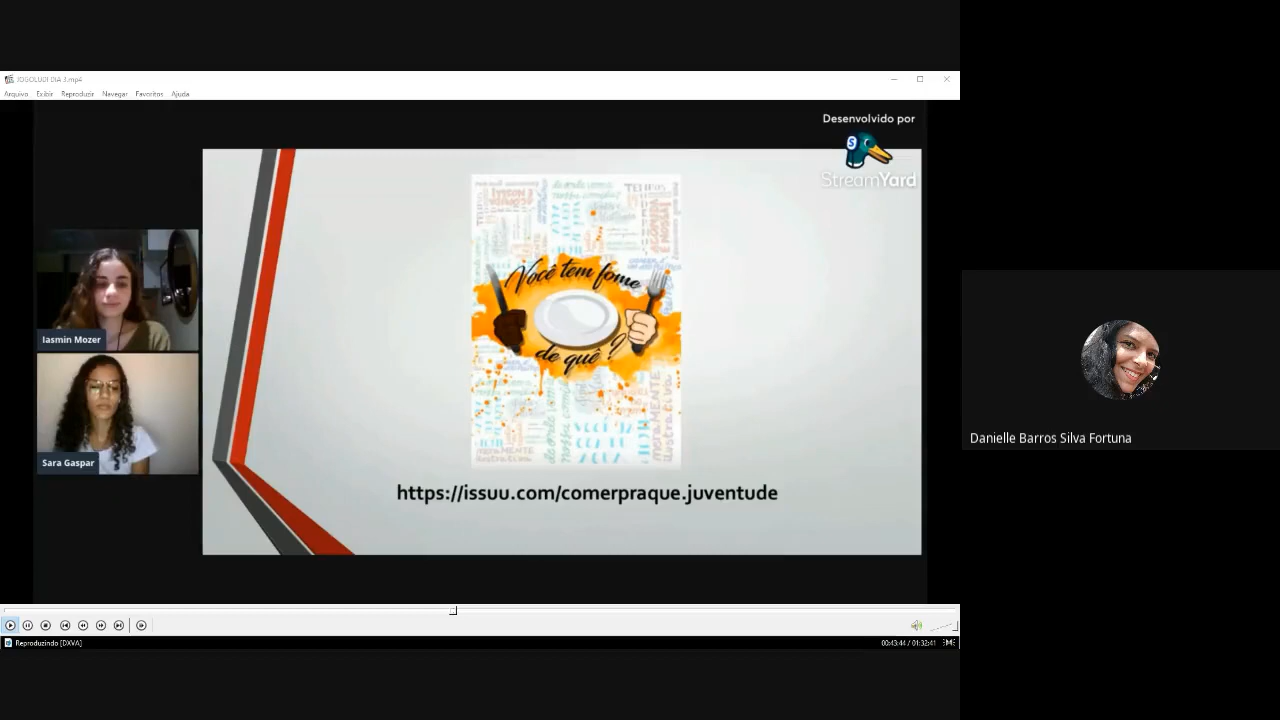 JOGOLUDI DIA 3.mp4
Arquivo Exibir Reproduzir Navegar Favoritos Ajuda
Desenvolvido por
StreamYard
Você tem fome
de quê?
Iasmin Mozer
Sara Gaspar
https://issuu.com/comerpraque.juventude
Danielle Barros Silva Fortuna
Reproduzindo [DXVA]
00:43:44 / 01:32:41